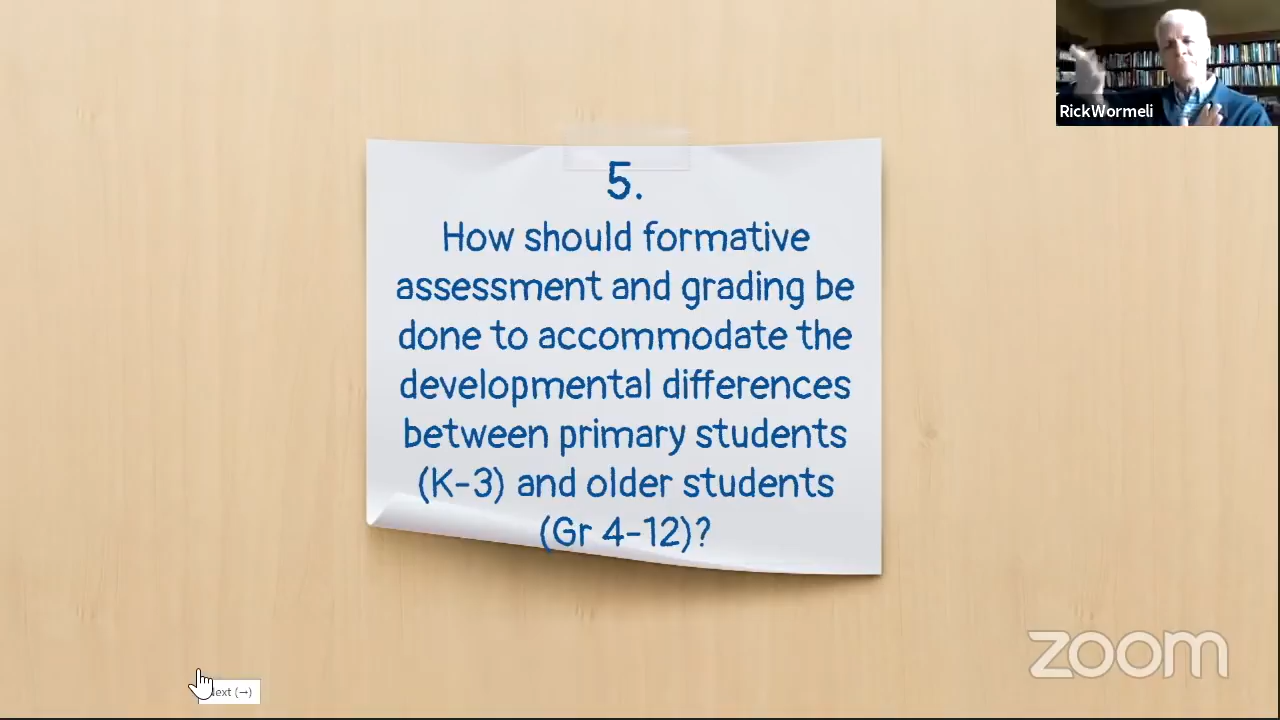 RickWormeli
5.
How should formative
assessment and grading be
done to accommodate the
developmental differences
between primary students
(K-3) and older students
(Gr 4-12)?
zoom
(→)